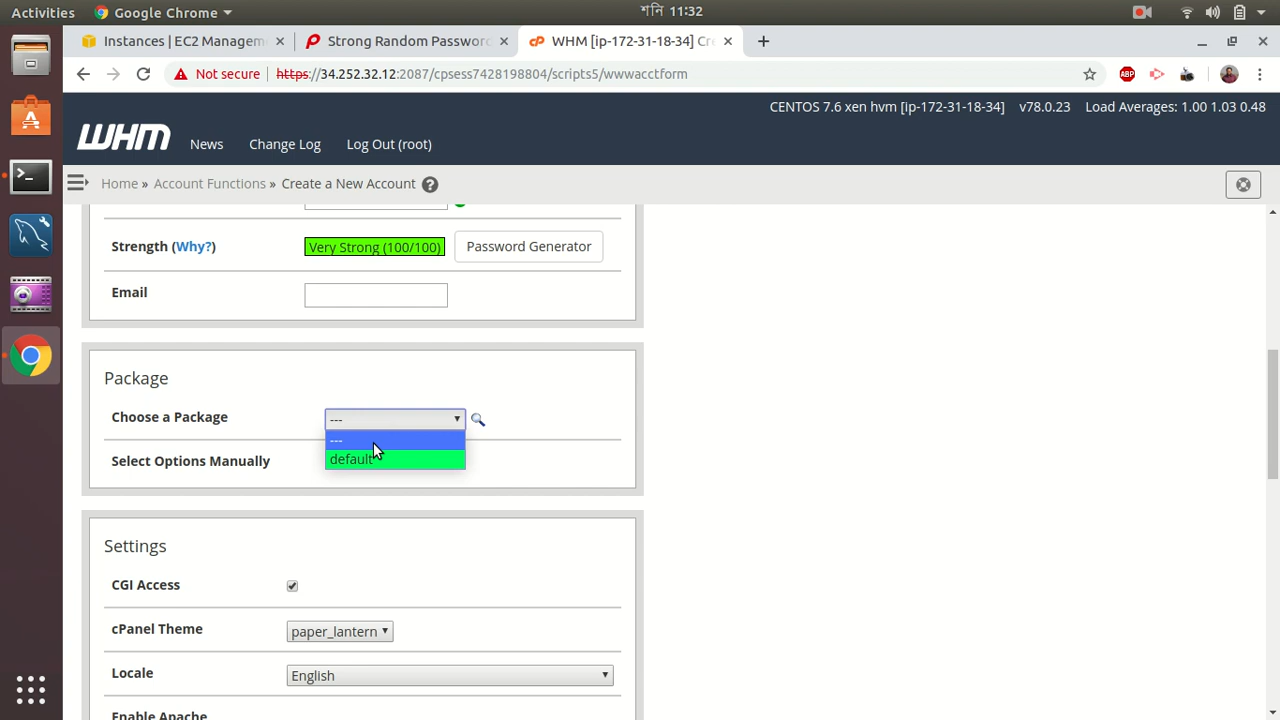 Activities
Google Chrome
শনি 11:32
Instances | EC2 Managem
Strong Random Password
WHM [ip-172-31-18-34] Cr
Not secure
https://34.252.32.12:2087/cpsess7428198804/scripts5/wwwacctform
ABP
CENTOS 7.6 xen hvm [ip-172-31-18-34] v78.0.23 Load Averages: 1.00 1.03 0.48
WHM
News
Change Log
Log Out (root)
Home » Account Functions » Create a New Account
Strength (Why?)
Very Strong (100/100)
Password Generator
Email
Package
Choose a Package
---
---
default
Select Options Manually
Settings
CGI Access
cPanel Theme
paper_lantern
Locale
English
Enable Apache